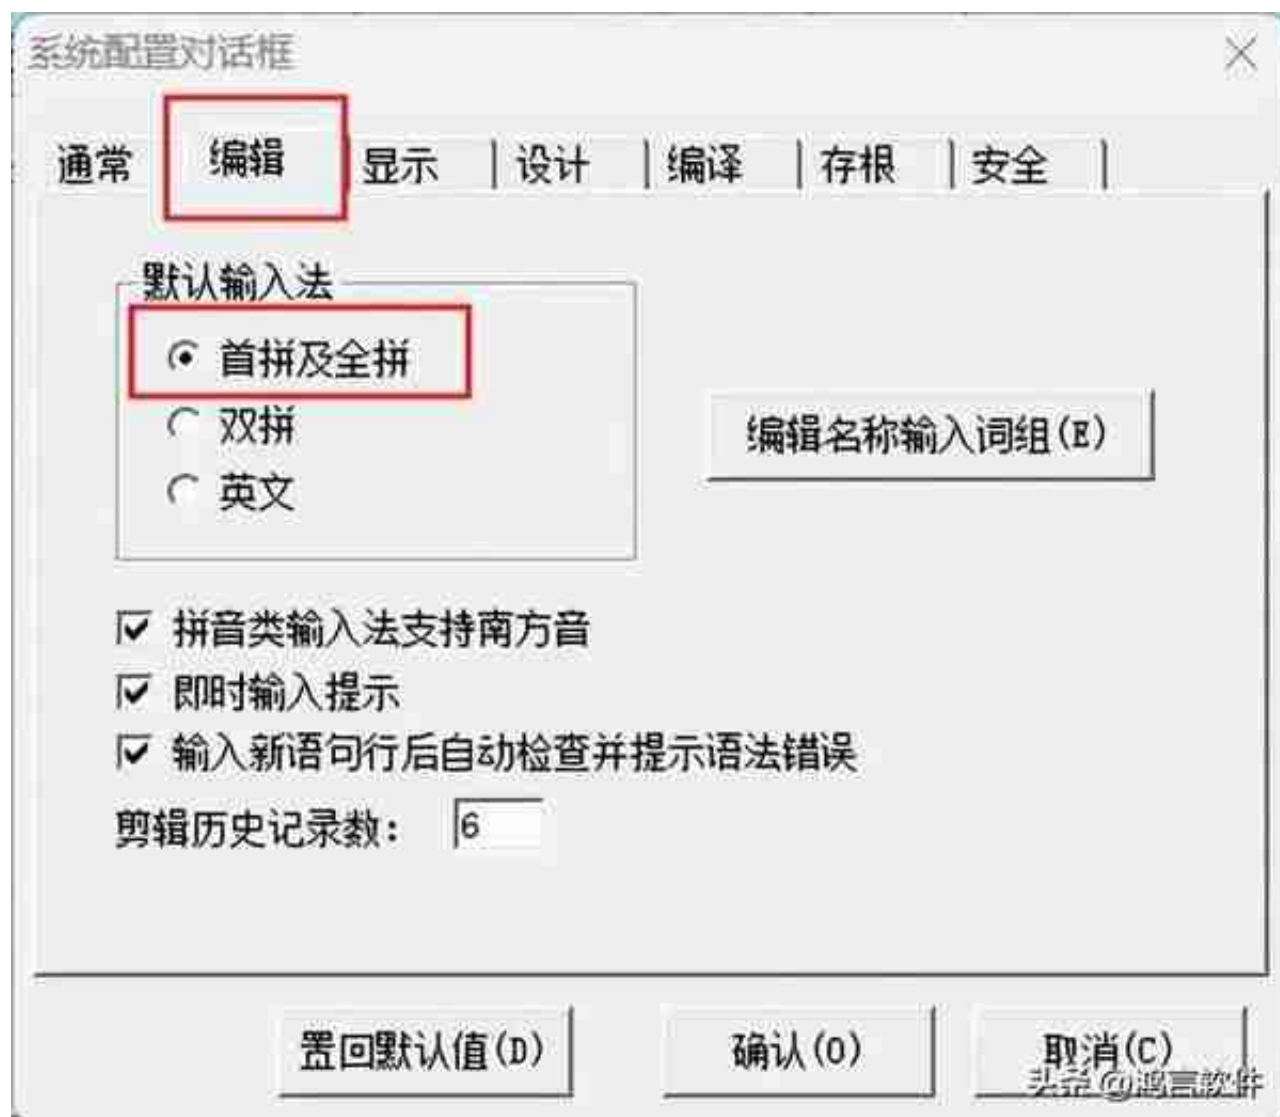 系统配置对话框
通常 编辑 显示 设计 编译 存根 安全
默认输入法
首拼及全拼
双拼
英文
编辑名称输入词组(E)
拼音类输入法支持南方音
即时输入提示
输入新语句行后自动检查并提示语法错误
剪辑历史记录数: 6
置回默认值(D) 确认(O) 取消(C)
头条 @鸿言软件